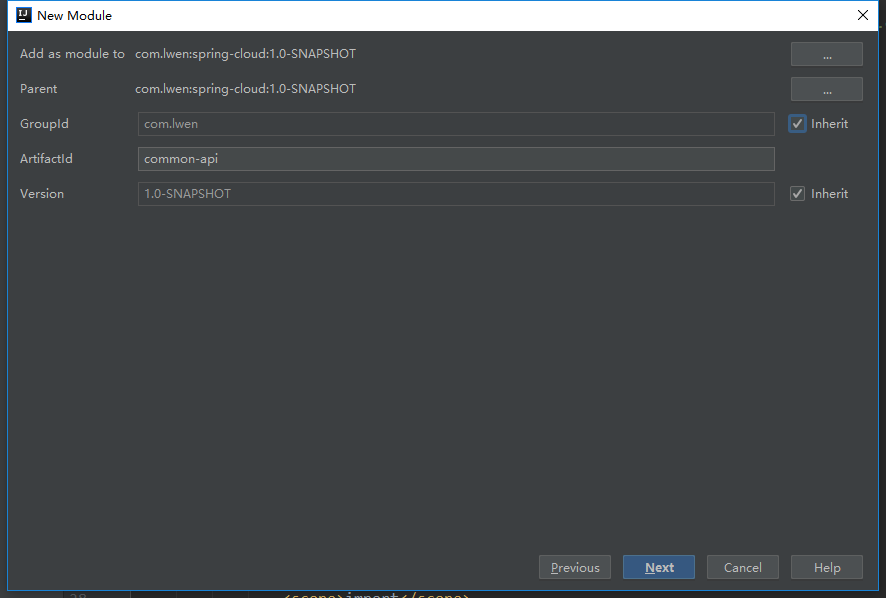 New Module
Add as module to com.lwen:spring-cloud:1.0-SNAPSHOT ...
Parent com.lwen:spring-cloud:1.0-SNAPSHOT ...
GroupId com.lwen Inherit
ArtifactId common-api
Version 1.0-SNAPSHOT Inherit
Previous Next Cancel Help
28 <scope>import</scope>